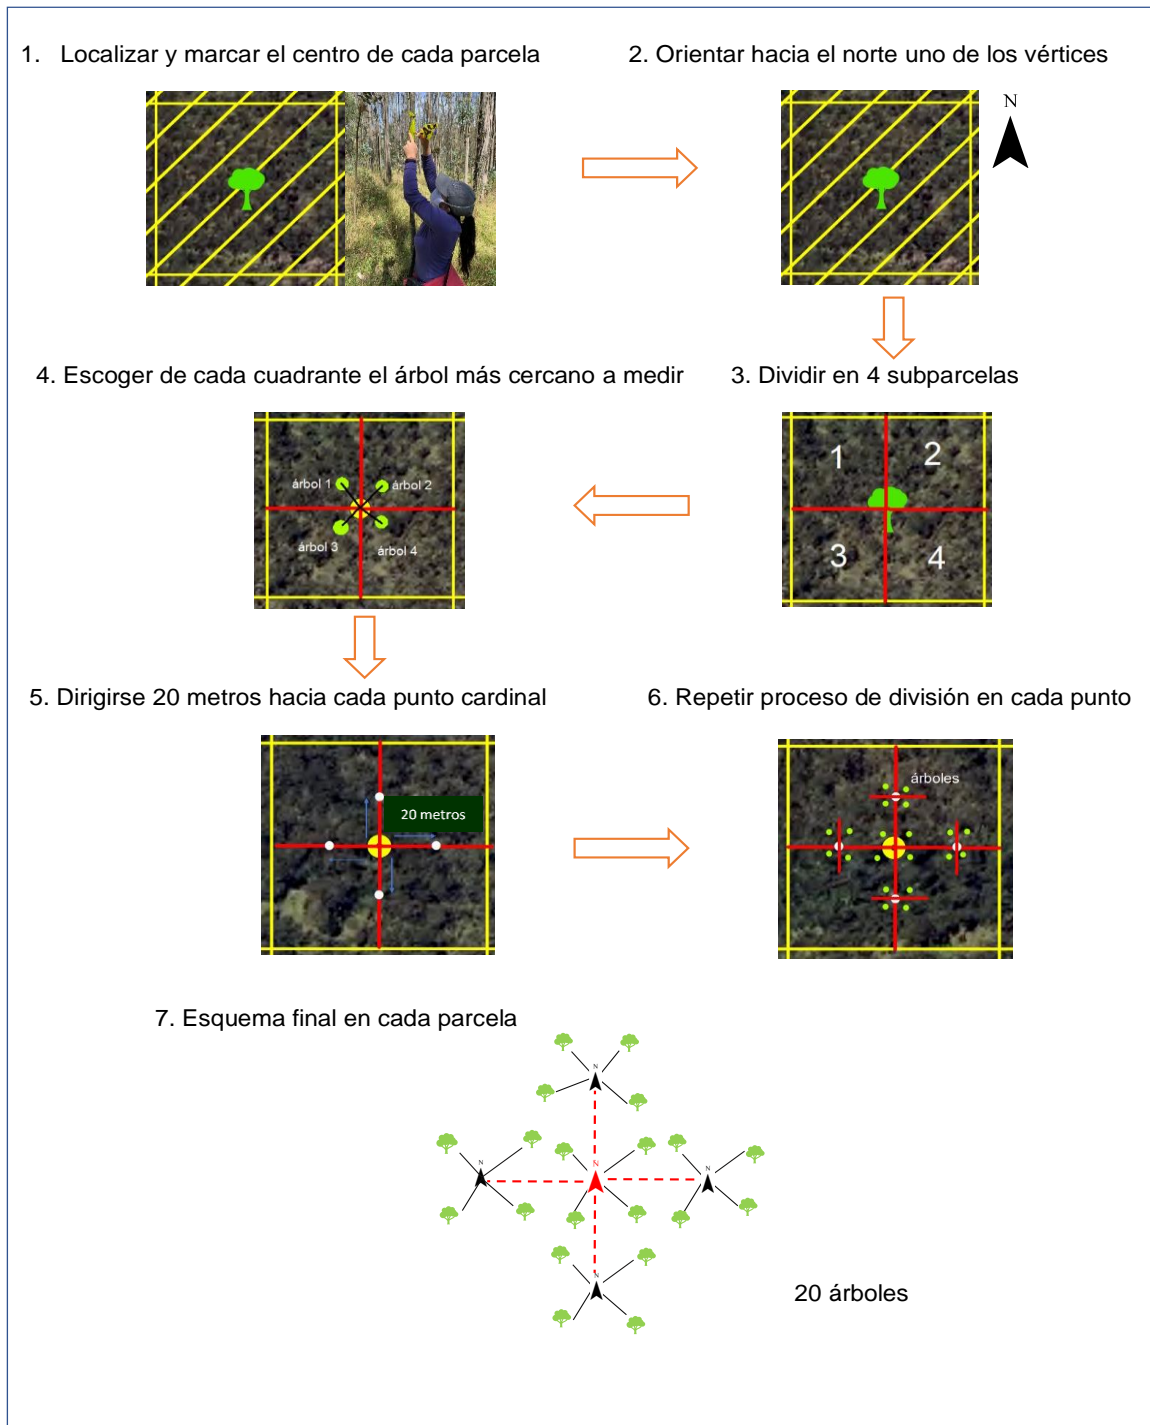 1. Localizar y marcar el centro de cada parcela
2. Orientar hacia el norte uno de los vértices
N
4. Escoger de cada cuadrante el árbol más cercano a medir
3. Dividir en 4 subparcelas
árbol 1
árbol 2
árbol 3
árbol 4
1
2
3
4
5. Dirigirse 20 metros hacia cada punto cardinal
6. Repetir proceso de división en cada punto
20 metros
árboles
7. Esquema final en cada parcela
N
N
N
N
N
20 árboles